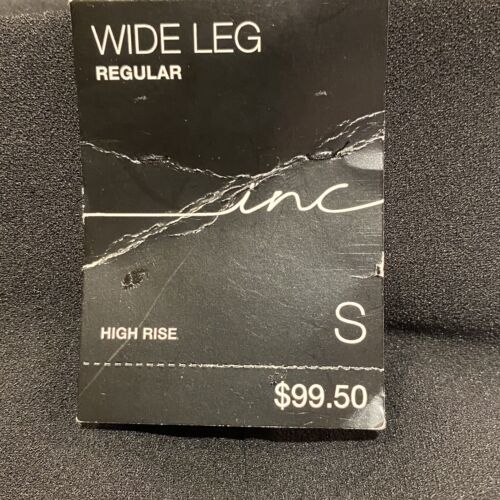 WIDE LEG
REGULAR
inc
HIGH RISE
S
$99.50